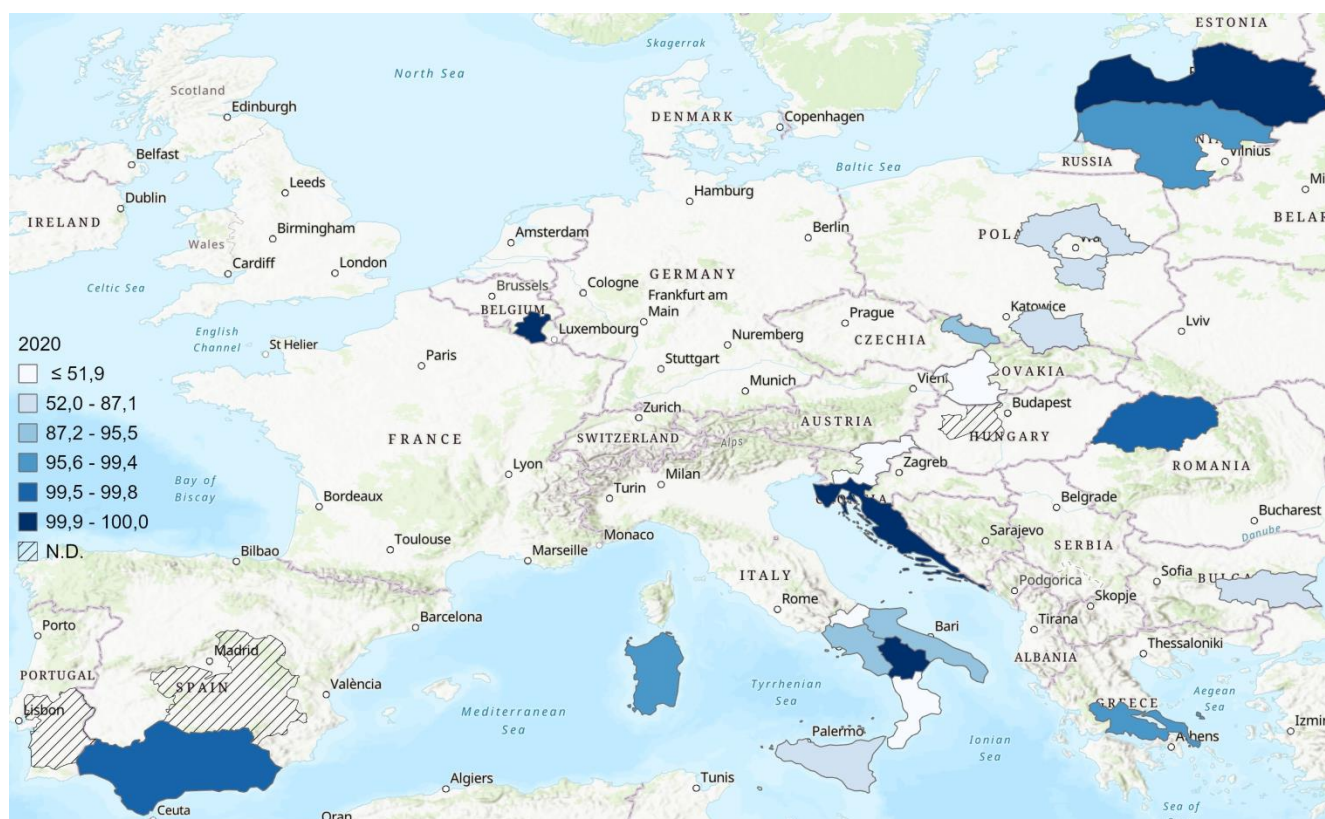 ESTONIA
Skagerrak
North Sea
Scotland
Edinburgh
DENMARK
Copenhagen
Belfast
Baltic Sea
RUSSIA
Vilnius
Leeds
Dublin
Hamburg
IRELAND
Birmingham
Berlin
Wales
Amsterdam
Cardiff
London
GERMANY
Celtic Sea
Brussels
Cologne
BELGIUM
Frankfurt am
Main
Katowice
Prague
Lviv
English
Channel
St Helier
Luxembourg
Nuremberg
CZECHIA
Paris
Stuttgart
Munich
Budapest
Zurich
AUSTRIA
HUNGARY
FRANCE
SWITZERLAND
Alps
Zagreb
ROMANIA
Lyon
Milan
Turin
Bay of
Biscay
Bordeaux
Belgrade
Bucharest
Danube
Toulouse
Monaco
Sarajevo
SERBIA
Bilbao
Marseille
ITALY
Podgorica
Sofia
Rome
Skopje
Porto
Barcelona
Bari
Tirana
Thessaloniki
Madrid
ALBANIA
PORTUGAL
SPAIN
València
Tyrrhenian
Sea
GREECE
Aegean
Sea
Lisbon
Mediterranean
Sea
Palermo
Ionian
Sea
Athens
Algiers
Tunis
Ceuta
Oran
Sea of
2020
≤ 51,9
52,0 - 87,1
87,2 - 95,5
95,6 - 99,4
99,5 - 99,8
99,9 - 100,0
N.D.